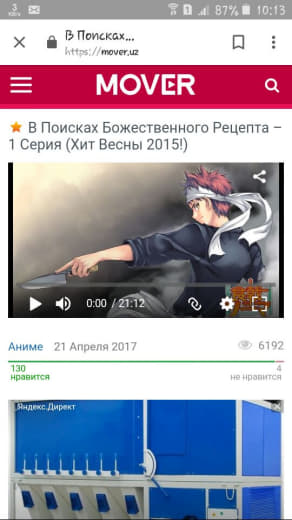 3
КБ/с
1
87%
10:13
В Поисках...
https://mover.uz
MOVER
В Поисках Божественного Рецепта –
1 Серия (Хит Весны 2015!)
0:00 / 21:12
Аниме 21 Апреля 2017 6192
130 4
нравится не нравится
Яндекс.Директ